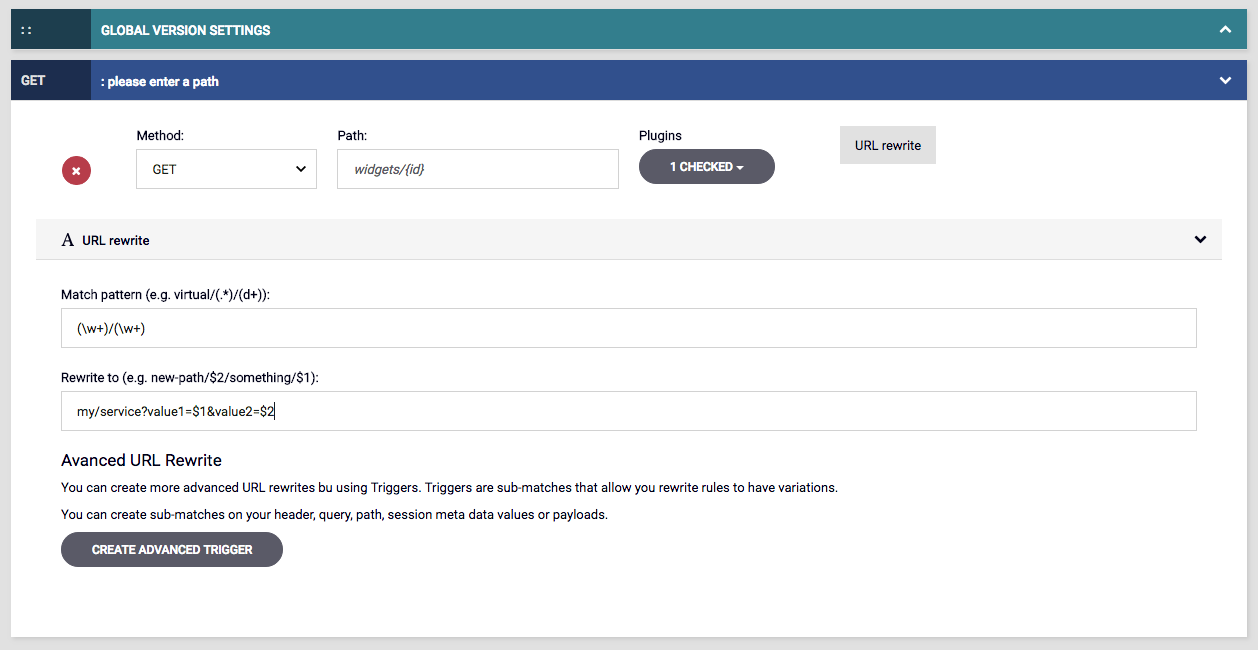 :: GLOBAL VERSION SETTINGS
GET : please enter a path
Method: Path: Plugins URL rewrite
GET widgets/{id} 1 CHECKED
A URL rewrite
Match pattern (e.g. virtual/(.*)/(d+)):
(\w+)/(\w+)
Rewrite to (e.g. new-path/$2/something/$1):
my/service?value1=$1&value2=$2
Avanced URL Rewrite
You can create more advanced URL rewrites bu using Triggers. Triggers are sub-matches that allow you rewrite rules to have variations.
You can create sub-matches on your header, query, path, session meta data values or payloads.
CREATE ADVANCED TRIGGER